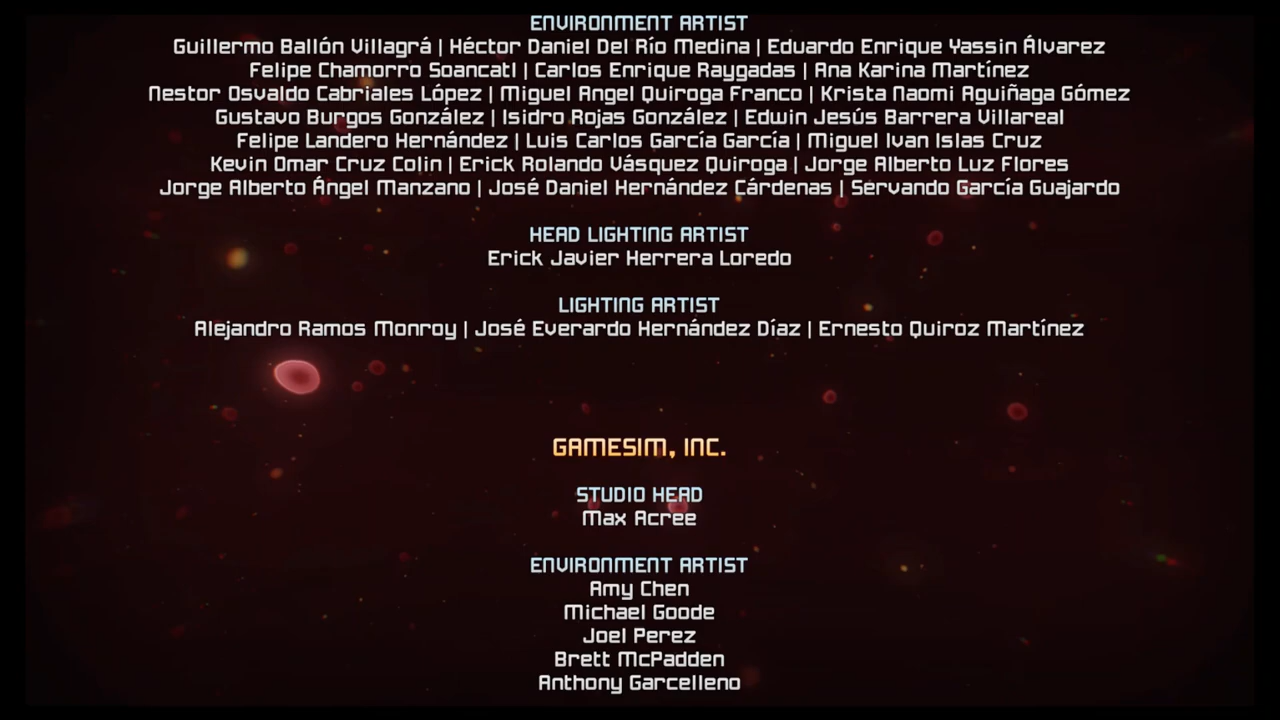 ENVIRONMENT ARTIST
Guillermo Ballón Villagrá | Héctor Daniel Del Río Medina | Eduardo Enrique Yassin Álvarez
Felipe Chamorro Soancatl | Carlos Enrique Raygadas | Ana Karina Martínez
Nestor Osvaldo Cabriales López | Miguel Angel Quiroga Franco | Krista Naomi Aguiñaga Gómez
Gustavo Burgos González | Isidro Rojas González | Edwin Jesús Barrera Villareal
Felipe Landero Hernández | Luis Carlos García García | Miguel Ivan Islas Cruz
Kevin Omar Cruz Colin | Erick Rolando Vásquez Quiroga | Jorge Alberto Luz Flores
Jorge Alberto Ángel Manzano | José Daniel Hernández Cárdenas | Servando García Guajardo
HEAD LIGHTING ARTIST
Erick Javier Herrera Loredo
LIGHTING ARTIST
Alejandro Ramos Monroy | José Everardo Hernández Díaz | Ernesto Quiroz Martínez
GAMESIM, INC.
STUDIO HEAD
Max Acree
ENVIRONMENT ARTIST
Amy Chen
Michael Goode
Joel Perez
Brett McPadden
Anthony Garcelleno